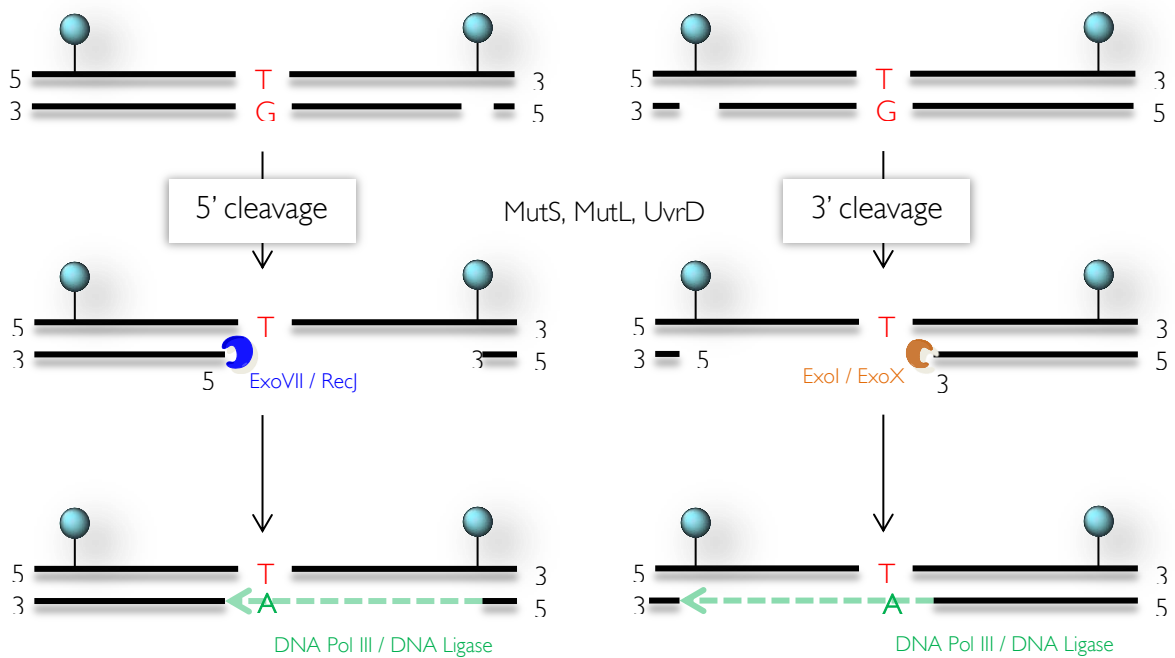 5 T 3 5 T 3
3 G 5 3 G 5
5’ cleavage MutS, MutL, UvrD 3’ cleavage
5 T 3 5 T 3
3 3 5 3 5 5
5 ExoVII / RecJ ExoI / ExoX 3
5 T 3 5 T 3
3 A 5 3 A 5
DNA Pol III / DNA Ligase DNA Pol III / DNA Ligase